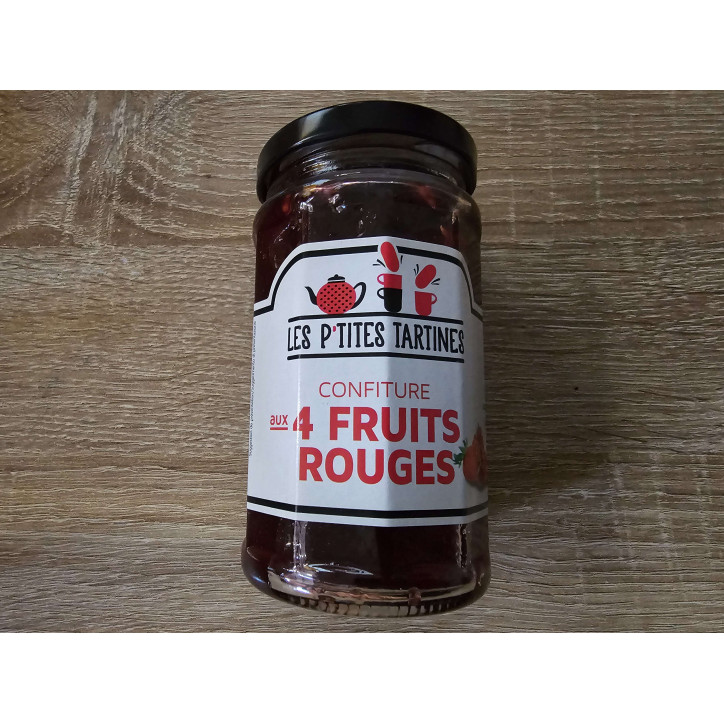 LES P'TITES TARTINES
CONFITURE
aux 4 FRUITS
ROUGES